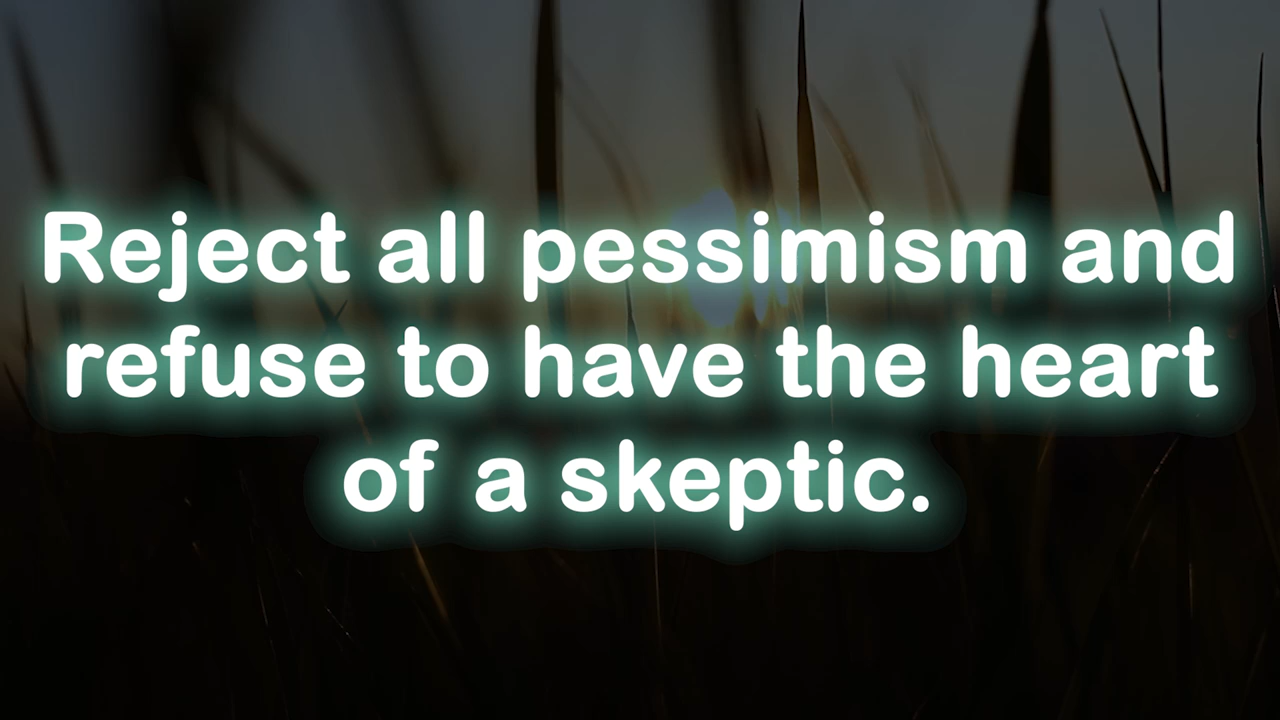 Reject all pessimism and
refuse to have the heart
of a skeptic.